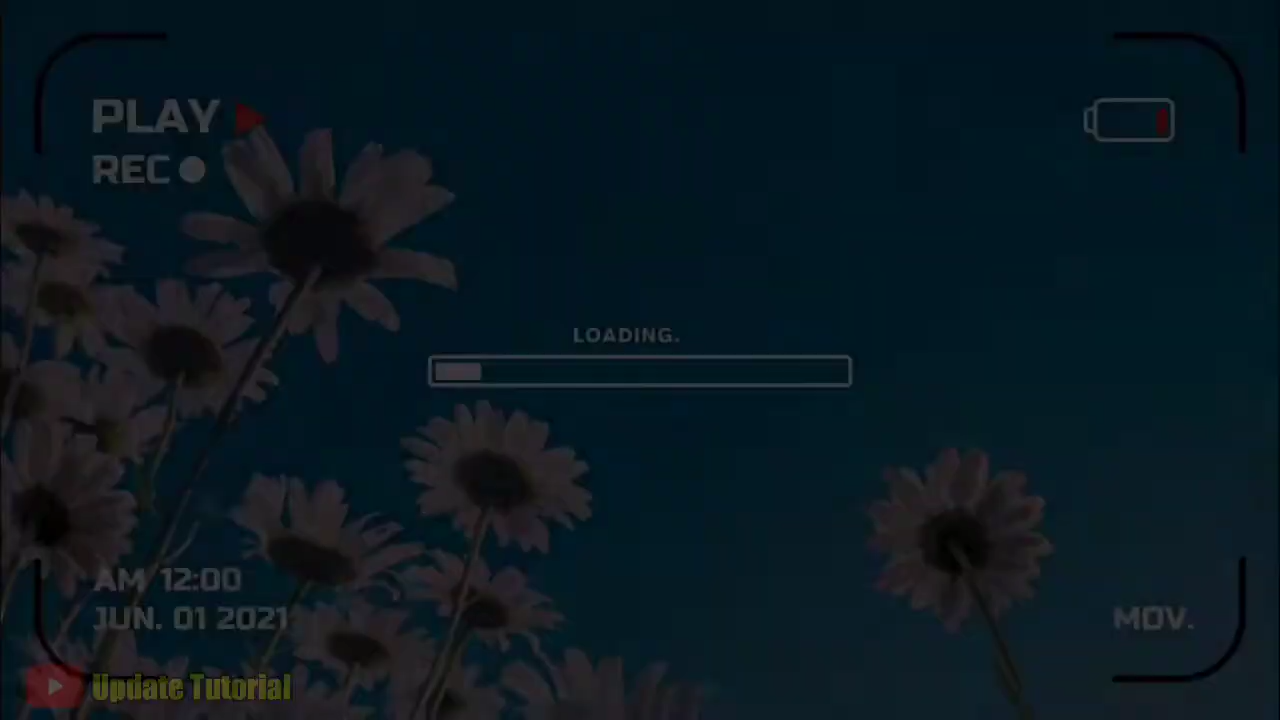 PLAY
REC
LOADING.
AM 12:00
JUN. 01 2021
MOV.
Update Tutorial